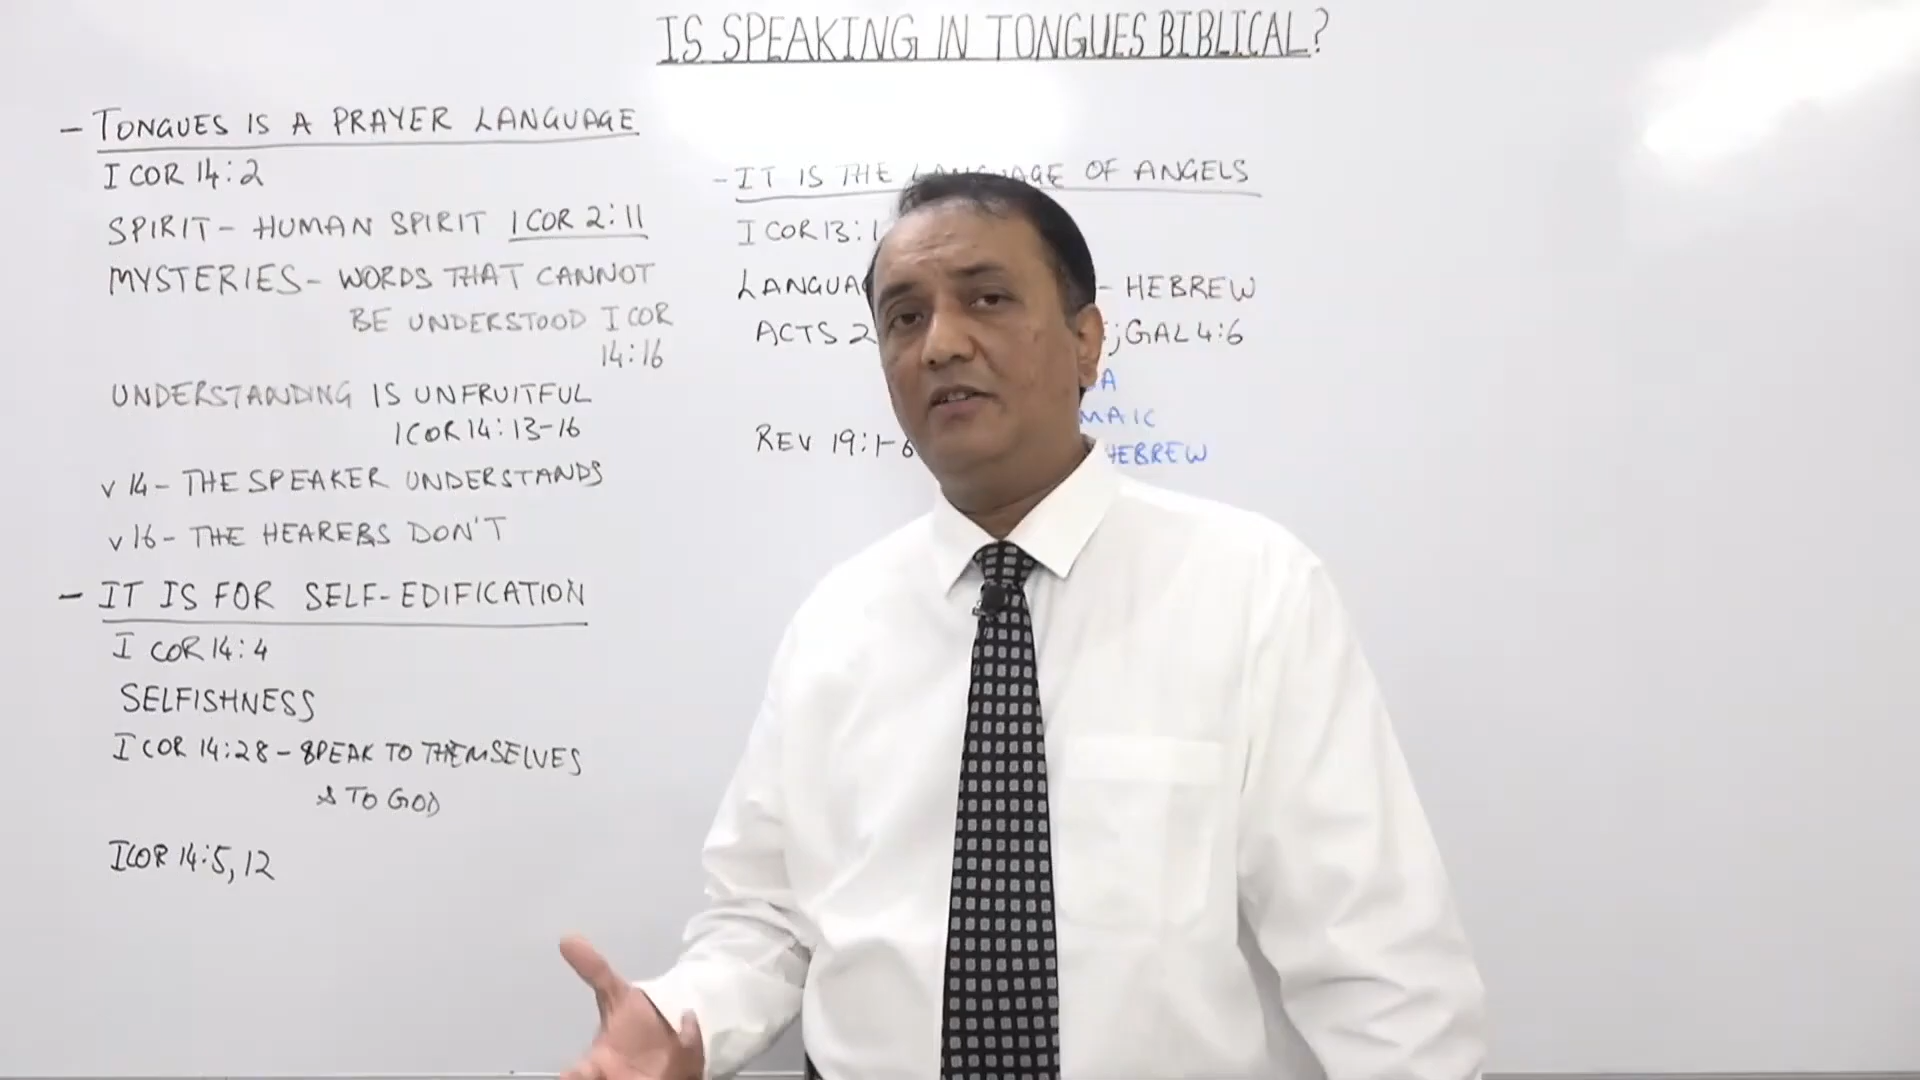 IS SPEAKING IN TONGUES BIBLICAL?
- TONGUES IS A PRAYER LANGUAGE
I COR 14:2
SPIRIT - HUMAN SPIRIT I COR 2:11
MYSTERIES - WORDS THAT CANNOT
BE UNDERSTOOD I COR
14:16
UNDERSTANDING IS UNFRUITFUL
I COR 14:13-16
v 14 - THE SPEAKER UNDERSTANDS
v 16 - THE HEARERS DON'T
- IT IS FOR SELF-EDIFICATION
I COR 14:4
SELFISHNESS
I COR 14:28 - SPEAK TO THEMSELVES
& TO GOD
I COR 14:5, 12
- IT IS THE LANGUAGE OF ANGELS
I COR 13:1
- HEBREW
ACTS 2 ; GAL 4:6
REV 19:1-6
HEBREW